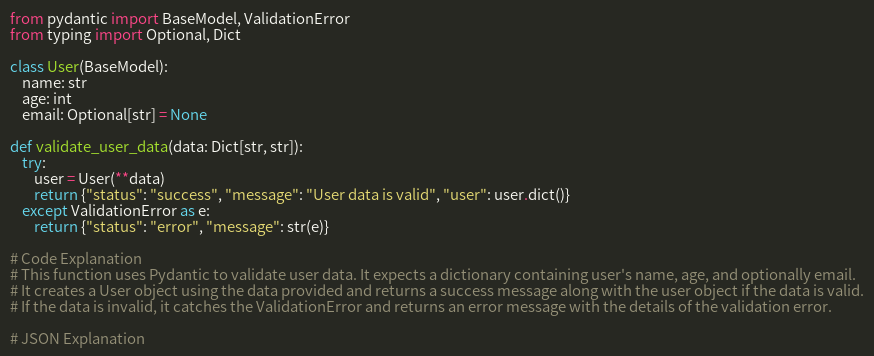 from pydantic import BaseModel, ValidationError
from typing import Optional, Dict

class User(BaseModel):
    name: str
    age: int
    email: Optional[str] = None

def validate_user_data(data: Dict[str, str]):
    try:
        user = User(**data)
        return {"status": "success", "message": "User data is valid", "user": user.dict()}
    except ValidationError as e:
        return {"status": "error", "message": str(e)}

# Code Explanation
# This function uses Pydantic to validate user data. It expects a dictionary containing user's name, age, and optionally email.
# It creates a User object using the data provided and returns a success message along with the user object if the data is valid.
# If the data is invalid, it catches the ValidationError and returns an error message with the details of the validation error.

# JSON Explanation